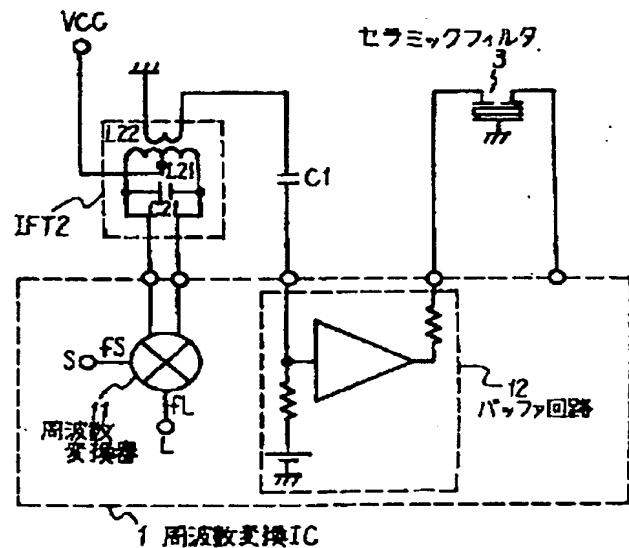 VCC
セラミックフィルタ
3
L22
L21
C21
C1
IFT2
S
fS
11
fL
周波数
変換器
L
12
バッファ回路
1 周波数変換IC